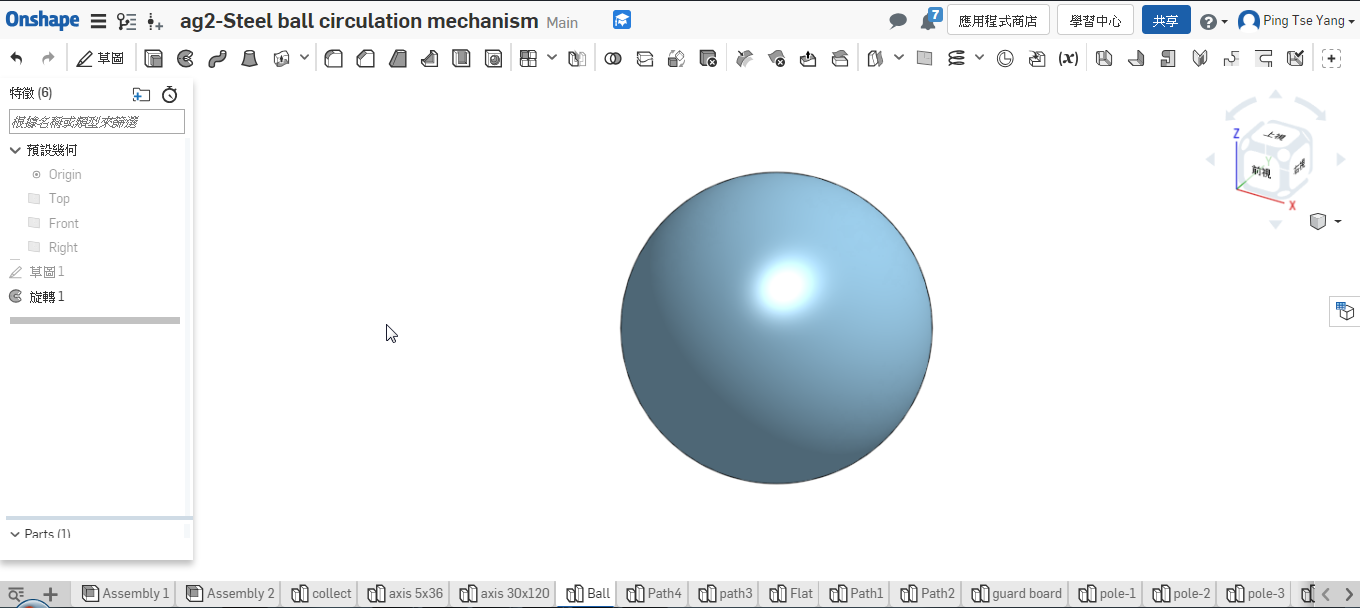 Onshape ag2-Steel ball circulation mechanism Main 7 應用程式商店 學習中心 共享 Ping Tse Yang
草圖 (x)
特徵 (6)
根據名稱或類型來篩選
預設幾何
Origin
Top
Front
Right
草圖 1
旋轉 1
Parts (1)
上視
前視
右視
Z
Y
X
Assembly 1 Assembly 2 collect axis 5x36 axis 30x120 Ball Path4 path3 Flat Path1 Path2 guard board pole-1 pole-2 pole-3